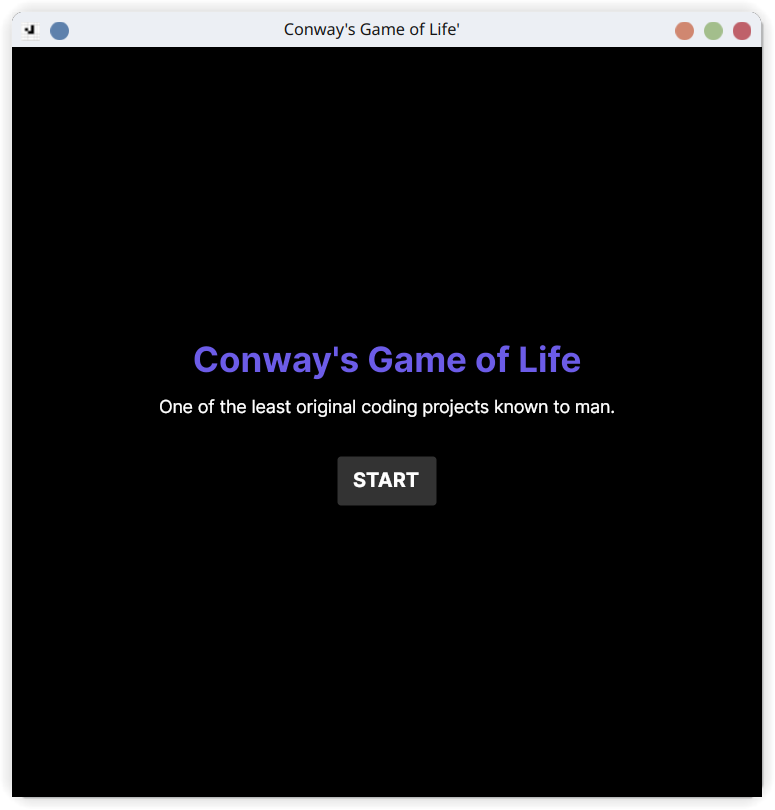 Conway's Game of Life'
Conway's Game of Life
One of the least original coding projects known to man.
START